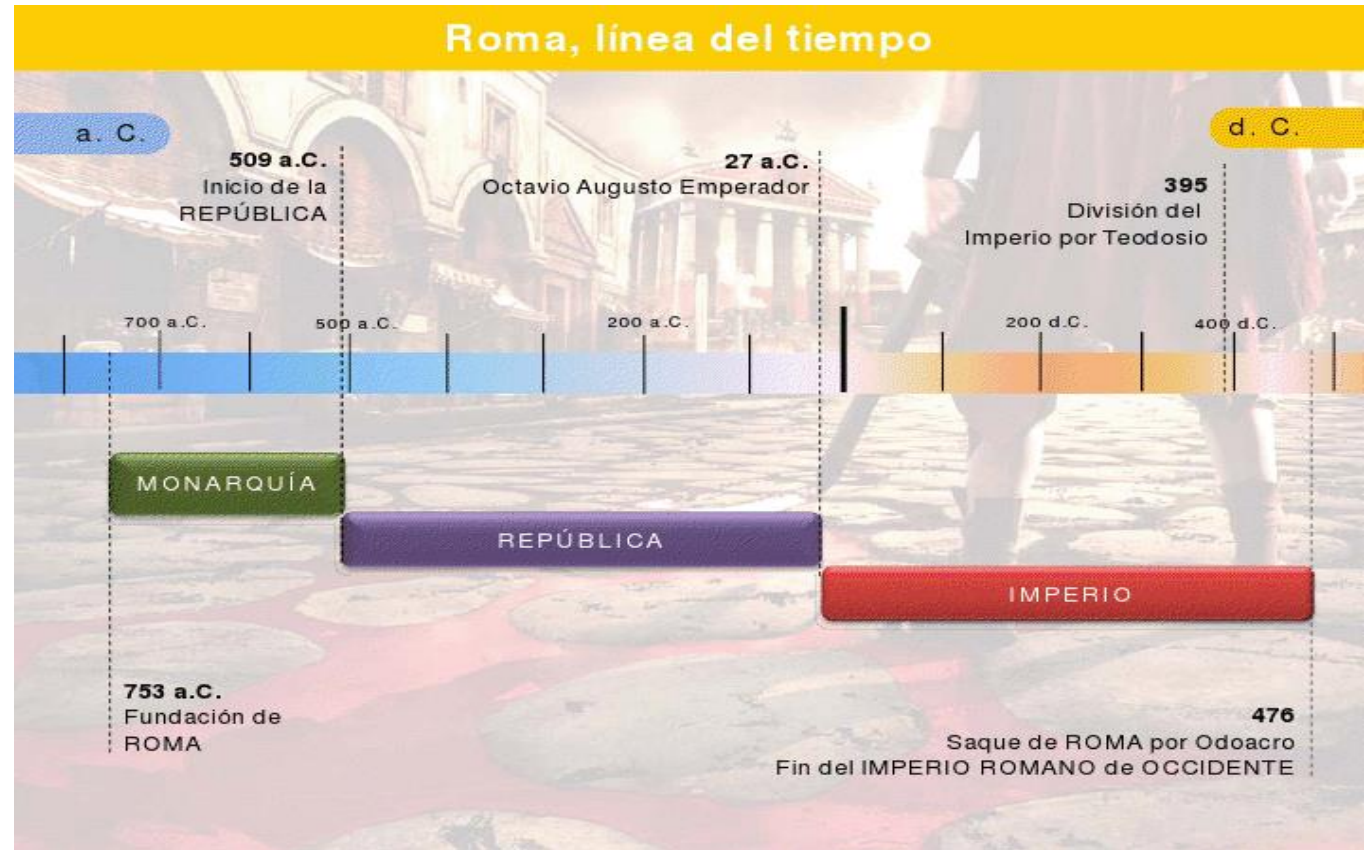 Roma, línea del tiempo
a. C.
d. C.
509 a.C.
Inicio de la
REPÚBLICA
27 a.C.
Octavio Augusto Emperador
395
División del
Imperio por Teodosio
700 a.C.
500 a.C.
200 a.C.
200 d.C.
400 d.C.
MONARQUÍA
REPÚBLICA
IMPERIO
753 a.C.
Fundación de
ROMA
476
Saque de ROMA por Odoacro
Fin del IMPERIO ROMANO de OCCIDENTE